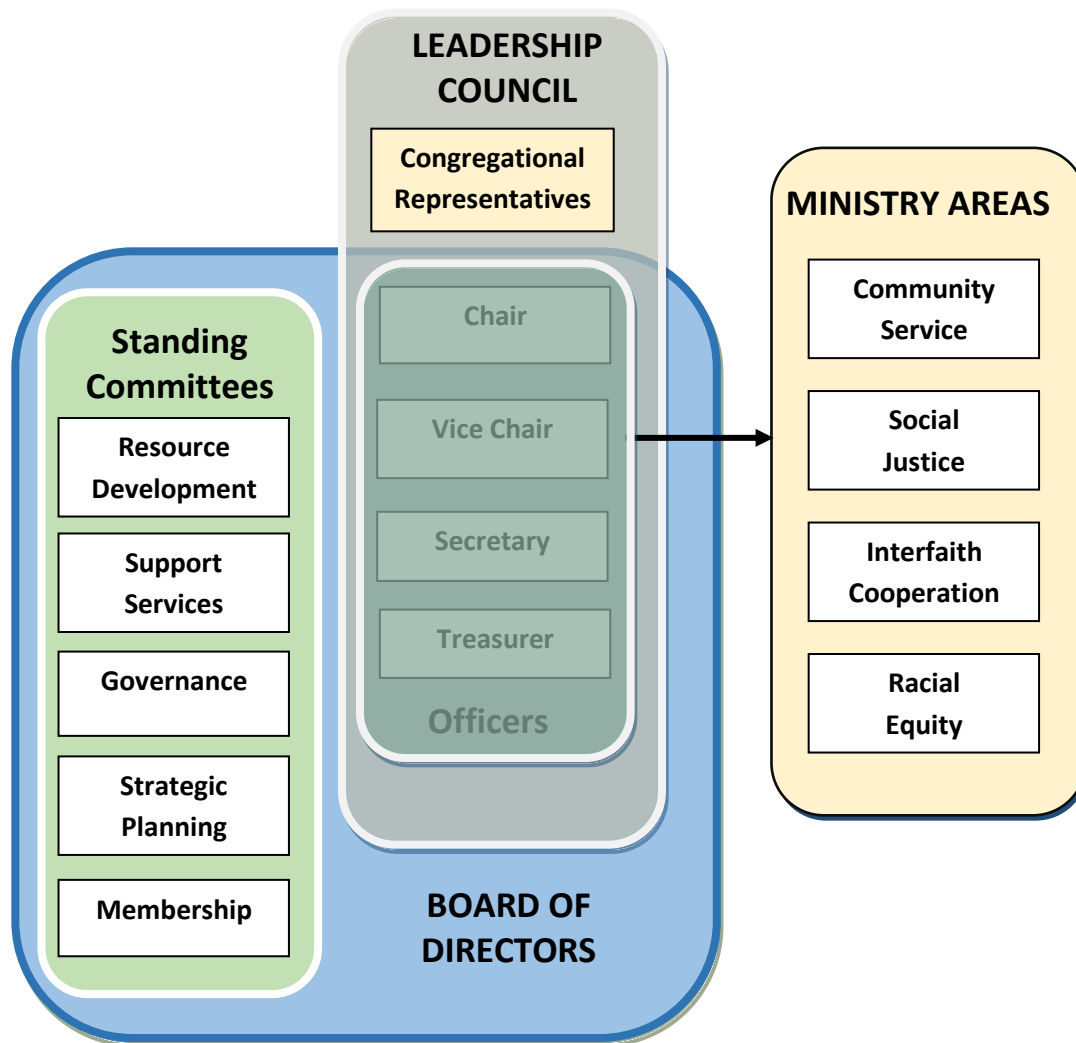 LEADERSHIP
COUNCIL
Congregational
Representatives
Chair
Vice Chair
Secretary
Treasurer
Officers
Standing
Committees
Resource
Development
Support
Services
Governance
Strategic
Planning
Membership
BOARD OF
DIRECTORS
MINISTRY AREAS
Community
Service
Social
Justice
Interfaith
Cooperation
Racial
Equity